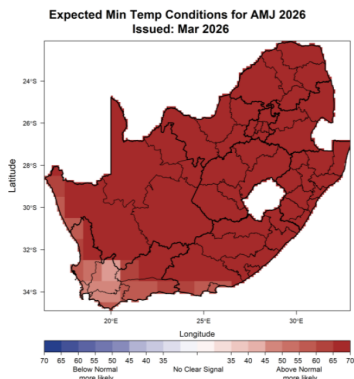 Expected Min Temp Conditions for AMJ 2026
Issued: Mar 2026
Latitude
24°S
26°S
28°S
30°S
32°S
34°S
20°E
25°E
30°E
Longitude
70 65 60 55 50 45 40 35 35 40 45 50 55 60 65 70
Below Normal No Clear Signal Above Normal
more likely more likely